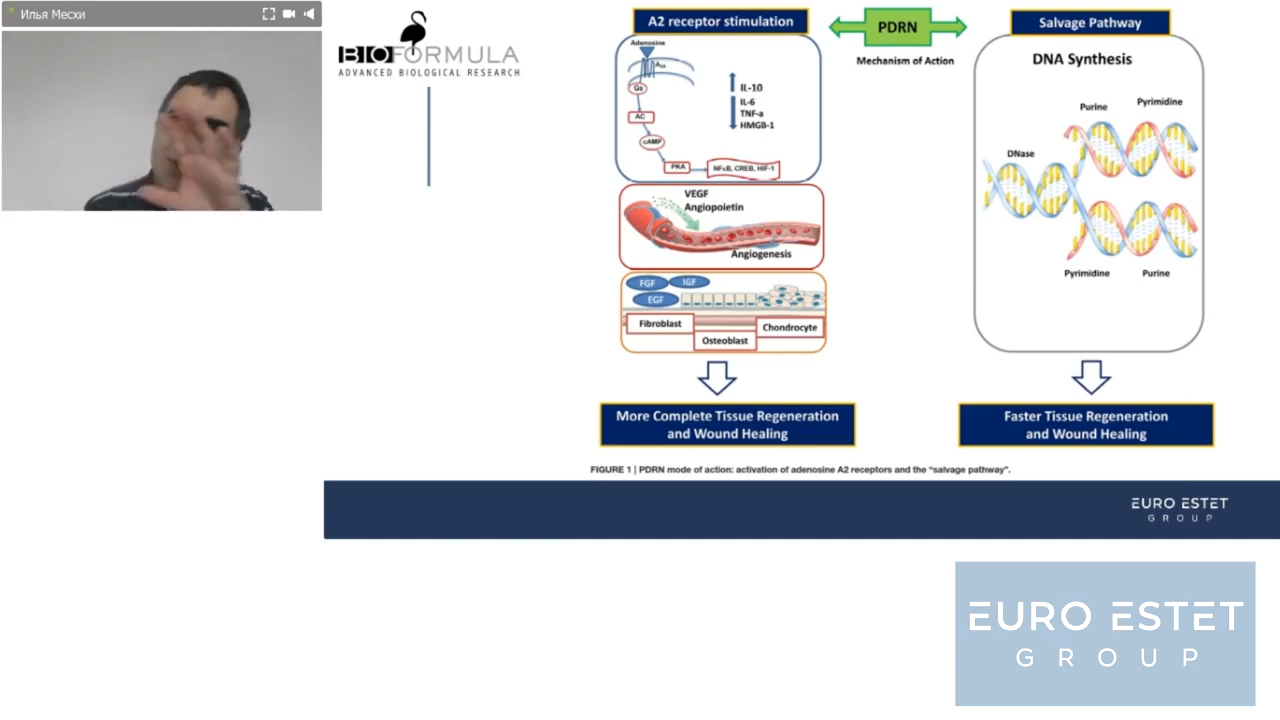 Илья Месхи
BIOFORMULA
ADVANCED BIOLOGICAL RESEARCH
A2 receptor stimulation
Adenosine
A2A
Gs
AC
cAMP
PKA
NFκB, CREB, HIF-1
IL-10
IL-6
TNF-a
HMGB-1
VEGF
Angiopoietin
Angiogenesis
FGF
IGF
EGF
Fibroblast
Chondrocyte
Osteoblast
More Complete Tissue Regeneration
and Wound Healing
PDRN
Mechanism of Action
Salvage Pathway
DNA Synthesis
Purine
Pyrimidine
DNase
Pyrimidine
Purine
Faster Tissue Regeneration
and Wound Healing
FIGURE 1 | PDRN mode of action: activation of adenosine A2 receptors and the “salvage pathway”.
EURO ESTET
GROUP
EURO ESTET
GROUP